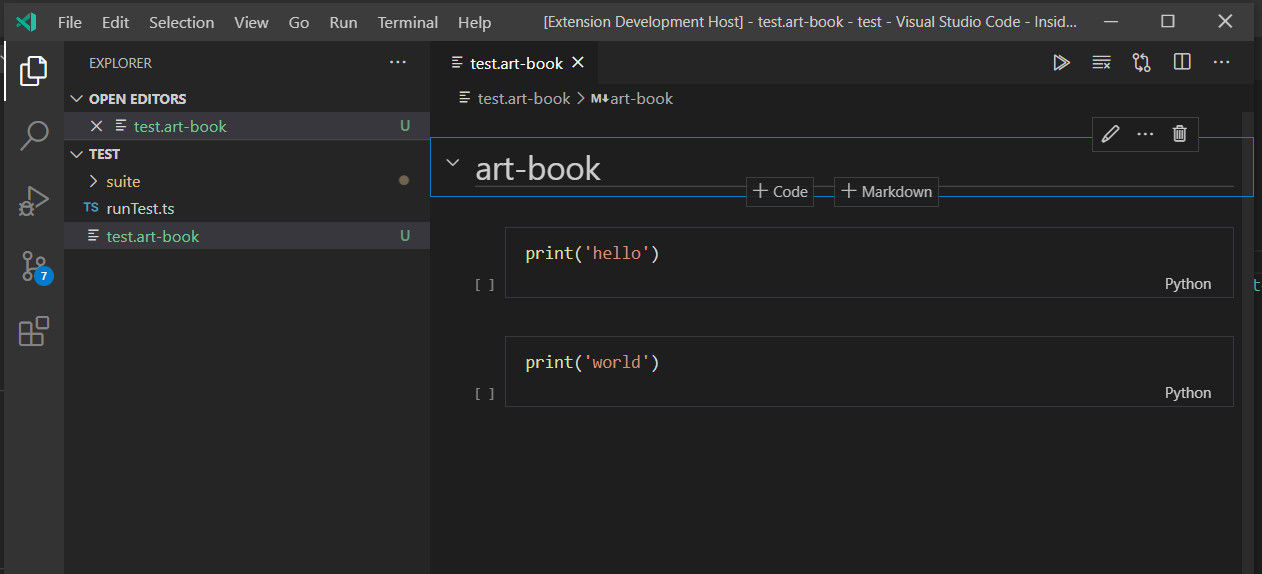 File Edit Selection View Go Run Terminal Help [Extension Development Host] - test.art-book - test - Visual Studio Code - Insid...
EXPLORER
OPEN EDITORS
test.art-book U
TEST
suite
TS runTest.ts
test.art-book U
7
test.art-book
test.art-book > M↓art-book
art-book
+ Code + Markdown
print('hello')
[ ]
Python
print('world')
[ ]
Python